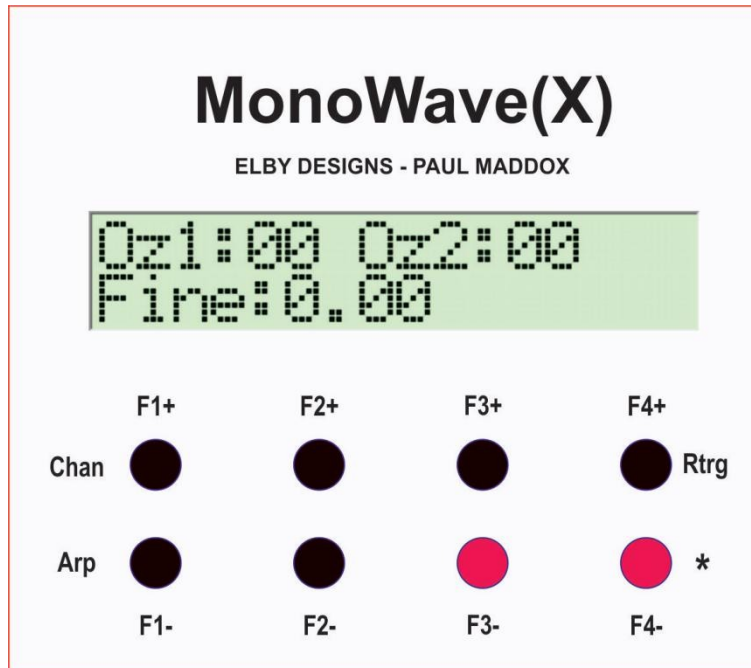 MonoWave(X)
ELBY DESIGNS - PAUL MADDOX
Oz1:00 Oz2:00
Fine:0.00
F1+ F2+ F3+ F4+
Chan Rtrg
Arp *
F1- F2- F3- F4-